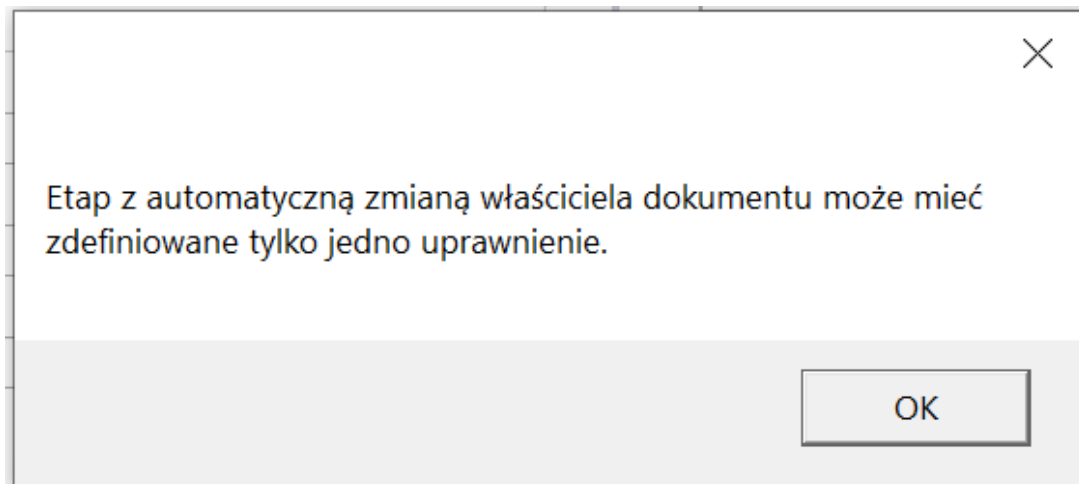 Etap z automatyczną zmianą właściciela dokumentu może mieć
zdefiniowane tylko jedno uprawnienie.
OK